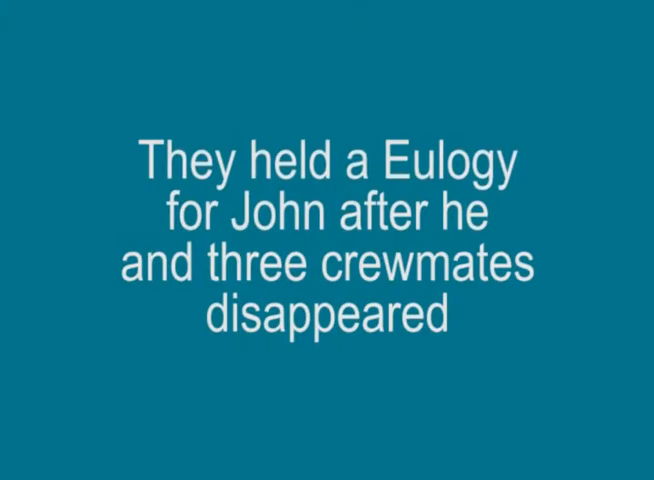 They held a Eulogy
for John after he
and three crewmates
disappeared